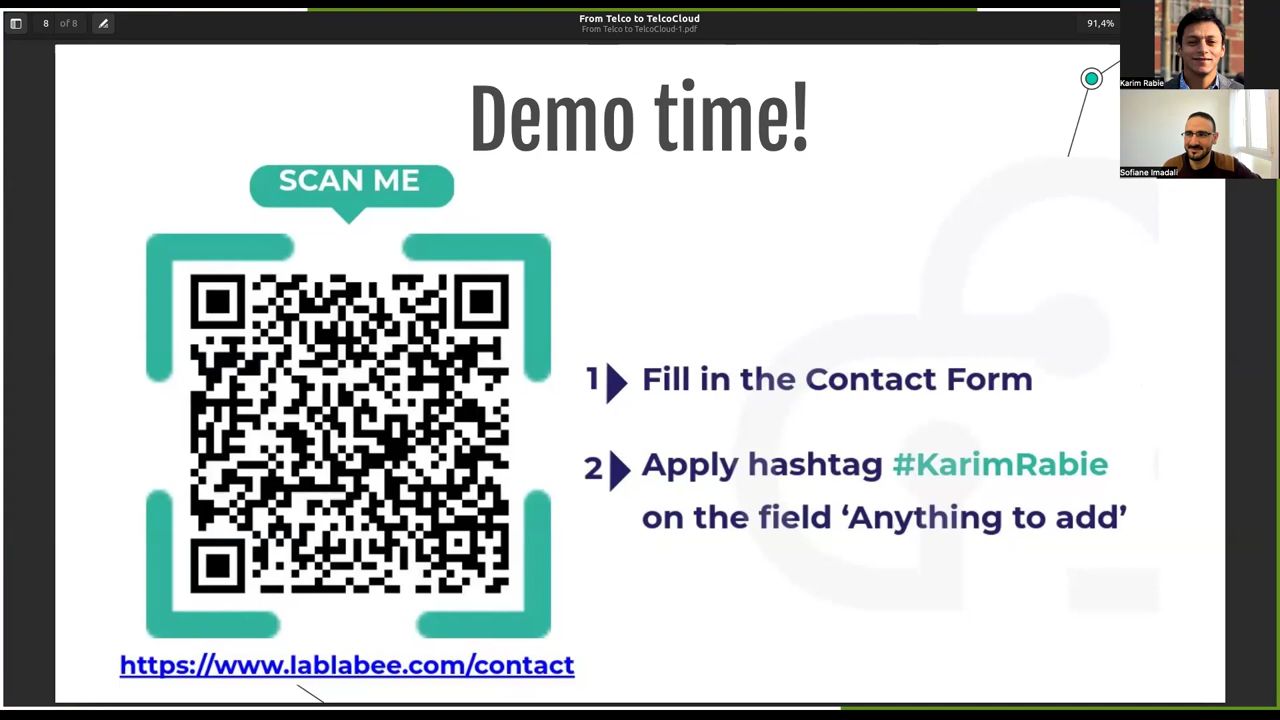 8 of 8
From Telco to TelcoCloud
From Telco to TelcoCloud-1.pdf
91,4%
Karim Rabie
Sofiane Imadali
Demo time!
SCAN ME
1 Fill in the Contact Form
2 Apply hashtag #KarimRabie
on the field ‘Anything to add’
https://www.lablabee.com/contact